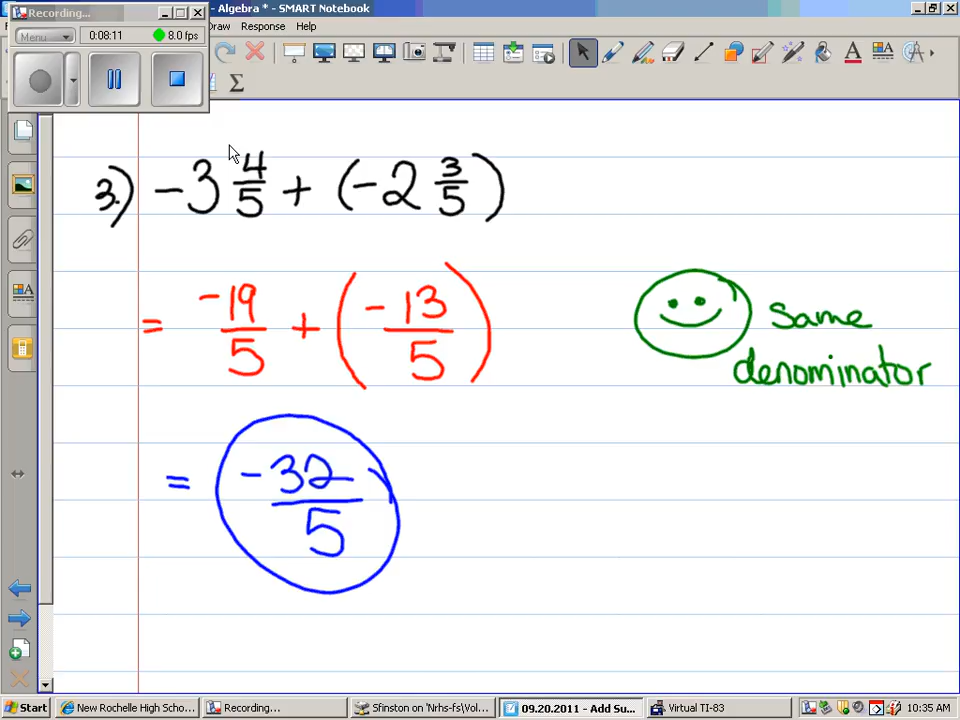 Recording...
Algebra * - SMART Notebook
Menu
00:08:11
8.0 fps
Draw Response Help
Σ
A
3.) -3 4/5 + (-2 3/5)
= -19/5 + (-13/5)
same
denominator
= -32/5
Start
New Rochelle High Scho...
Recording...
Sfinston on 'Nrhs-fs\Vol...
09.20.2011 - Add Su...
Virtual TI-83
10:35 AM